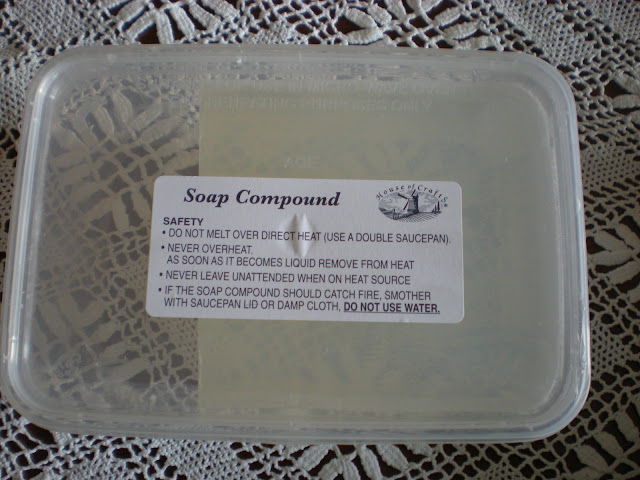 Soap Compound
House of Crafts
SAFETY
• DO NOT MELT OVER DIRECT HEAT (USE A DOUBLE SAUCEPAN).
• NEVER OVERHEAT.
AS SOON AS IT BECOMES LIQUID REMOVE FROM HEAT
• NEVER LEAVE UNATTENDED WHEN ON HEAT SOURCE
• IF THE SOAP COMPOUND SHOULD CATCH FIRE, SMOTHER
WITH SAUCEPAN LID OR DAMP CLOTH, DO NOT USE WATER.